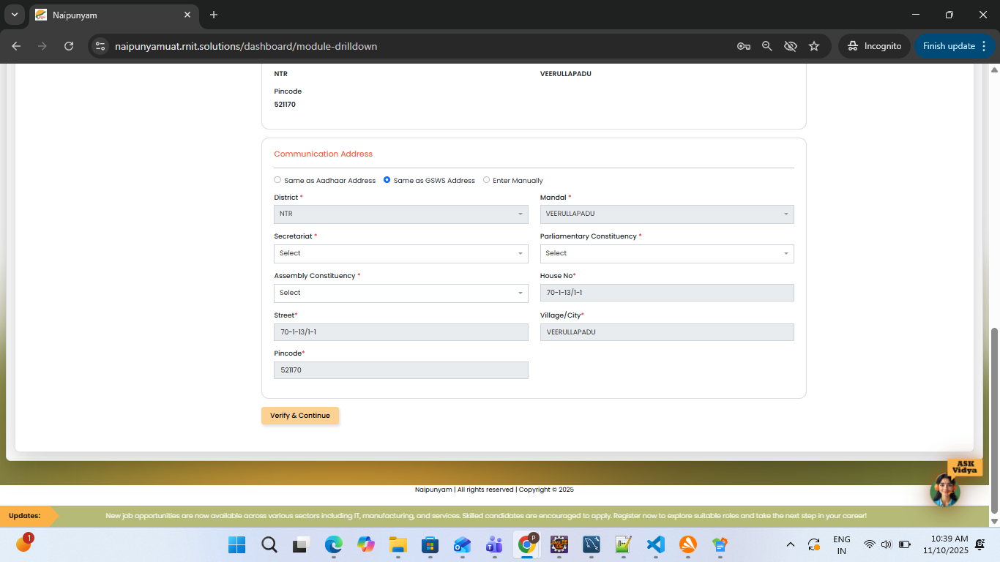 Naipunyam
naipunyamuat.rnit.solutions/dashboard/module-drilldown
Incognito
Finish update
NTR
VEERULLAPADU
Pincode
521170
Communication Address
Same as Aadhaar Address
Same as GSWS Address
Enter Manually
District *
Mandal *
NTR
VEERULLAPADU
Secretariat *
Parliamentary Constituency *
Select
Select
Assembly Constituency *
House No*
Select
70-1-13/1-1
Street*
Village/City*
70-1-13/1-1
VEERULLAPADU
Pincode*
521170
Verify & Continue
ASK
Vidya
Naipunyam | All rights reserved | Copyright © 2025
Updates:
New job opportunities are now available across various sectors including IT, manufacturing, and services. Skilled candidates are encouraged to apply. Register now to explore suitable roles and take the next step in your career!
1
P
ENG
IN
10:39 AM
11/10/2025